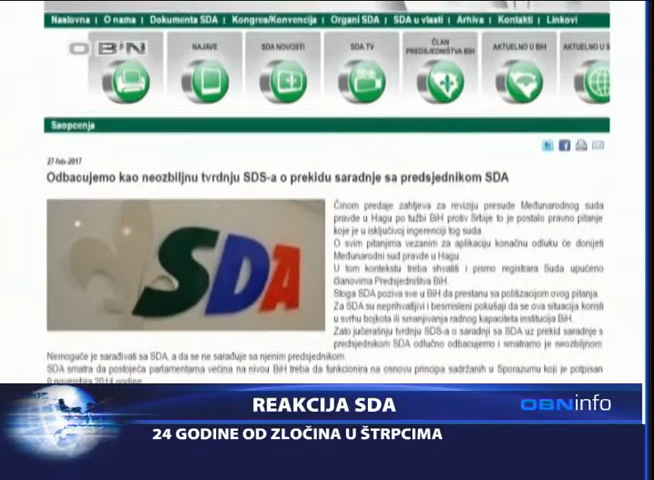 Naslovna | O nama | Dokumenta SDA | Kongres/Konvencija | Organi SDA | SDA u vlasti | Arhiva | Kontakti | Linkovi
OBN
NAJAVE
SDA NOVOSTI
SDA TV
ČLAN
PREDSJEDNIŠTVA BIH
AKTUELNO U BIH
AKTUELNO U S
Saopcenja
27-feb-2017
Odbacujemo kao neozbiljnu tvrdnju SDS-a o prekidu saradnje sa predsjednikom SDA
SDA
Činom predaje zahtjeva za reviziju presude Međunarodnog suda
pravde u Hagu po tužbi BiH protiv Srbije to je postalo pravno pitanje
koje je u isključivoj ingerenciji tog suda.
O svim pitanjima vezanim za aplikaciju konačnu odluku će donijeti
Međunarodni sud pravde u Hagu.
U tom kontekstu treba shvatiti i pismo registrara Suda upućeno
članovima Predsjedništva BiH.
Stoga SDA poziva sve u BiH da prestanu sa politizacijom ovog pitanja.
Za SDA su neprihvatljivi i besmisleni pokušaji da se ova situacija koristi
u svrhu bojkota ili smanjivanja radnog kapaciteta institucija BiH.
Zato jučerašnju tvrdnju SDS-a o saradnji sa SDA uz prekid saradnje s
predsjednikom SDA odlučno odbacujemo i smatramo je neozbiljnom.
Nemoguće je sarađivati sa SDA, a da se ne sarađuje sa njenim predsjednikom.
SDA smatra da postojeća parlamentarna većina na nivou BiH treba da funkcionira na osnovu principa sadržanih u Sporazumu koji je potpisan
9 novembra 2014 godine.
REAKCIJA SDA
OBNinfo
24 GODINE OD ZLOČINA U ŠTRPCIMA